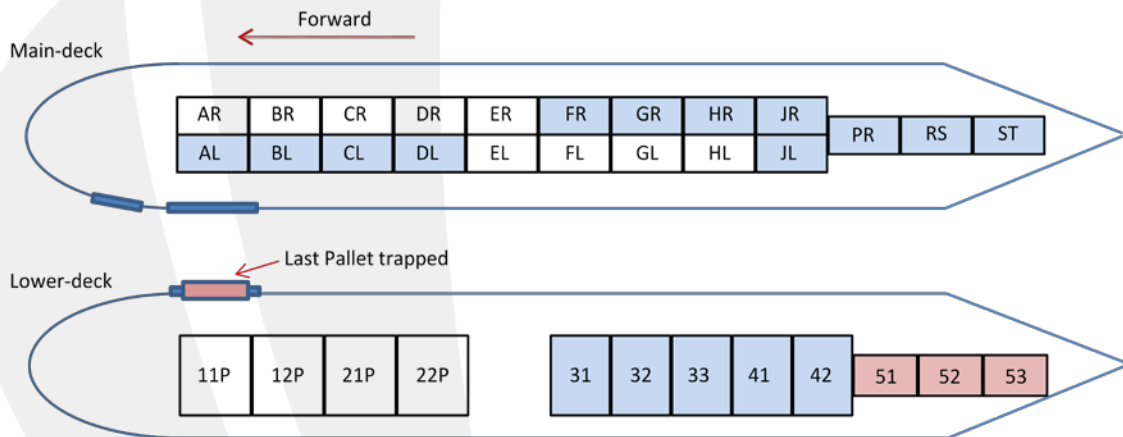 Forward
Main-deck
AR BR CR DR ER FR GR HR JR
PR RS ST
AL BL CL DL EL FL GL HL JL
Last Pallet trapped
Lower-deck
11P 12P 21P 22P 31 32 33 41 42 51 52 53